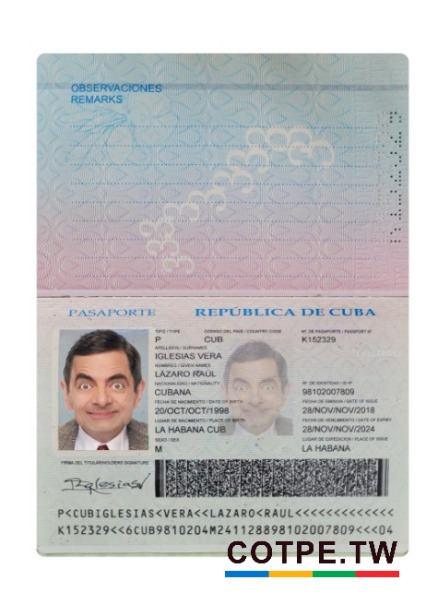 OBSERVACIONES
REMARKS
PASAPORTE REPÚBLICA DE CUBA
TIPO / TYPE CODIGO DEL PAIS / COUNTRY CODE Nº DE PASAPORTE / PASSPORT Nº
P CUB K152329
APELLIDOS / SURNAMES
IGLESIAS VERA
NOMBRES / GIVEN NAMES
LÁZARO RAÚL
NACIONALIDAD / NATIONALITY Nº DE IDENTIDAD / ID Nº
CUBANA 98102007809
FECHA DE NACIMIENTO / DATE OF BIRTH FECHA DE EMISION / DATE OF ISSUE
20/OCT/OCT/1998 28/NOV/NOV/2018
LUGAR DE NACIMIENTO / PLACE OF BIRTH FECHA DE VENCIMIENTO / DATE OF EXPIRY
LA HABANA CUB 28/NOV/NOV/2024
SEXO / SEX LUGAR DE EXPEDICION / PLACE OF ISSUE
M LA HABANA
FIRMA DEL TITULAR/HOLDERS SIGNATURE
P<CUBIGLESIAS<VERA<<LAZARO<RAUL<<<<<<<<<<<<<
K152329<<6CUB9810204M241128898102007809<<<04
COTPE.TW